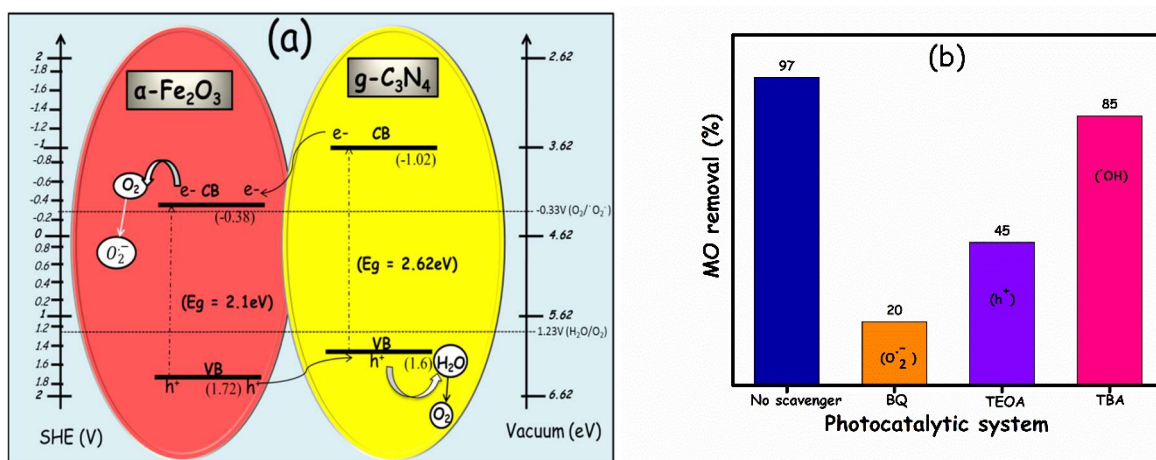 (a)
α-Fe₂O₃
g-C₃N₄
2
-1.8
-1.6
-1.4
-1.2
-1
-0.8
-0.6
-0.4
-0.2
0
0.8
0.6
0.4
0.2
1
1.2
1.4
1.6
1.8
2
SHE (V)
O₂
O₂˙⁻
e- CB e-
(-0.38)
(Eg = 2.1eV)
VB
h⁺ (1.72) h⁺
e- CB
(-1.02)
(Eg = 2.62eV)
VB
h⁺ (1.6)
H₂O
O₂
-0.33V (O₂/˙O₂⁻)
1.23V (H₂O/O₂)
2.62
3.62
4.62
5.62
6.62
Vacuum (eV)
(b)
MO removal (%)
97
20
45
85
(O˙₂⁻)
(h⁺)
(˙OH)
No scavenger BQ TEOA TBA
Photocatalytic system